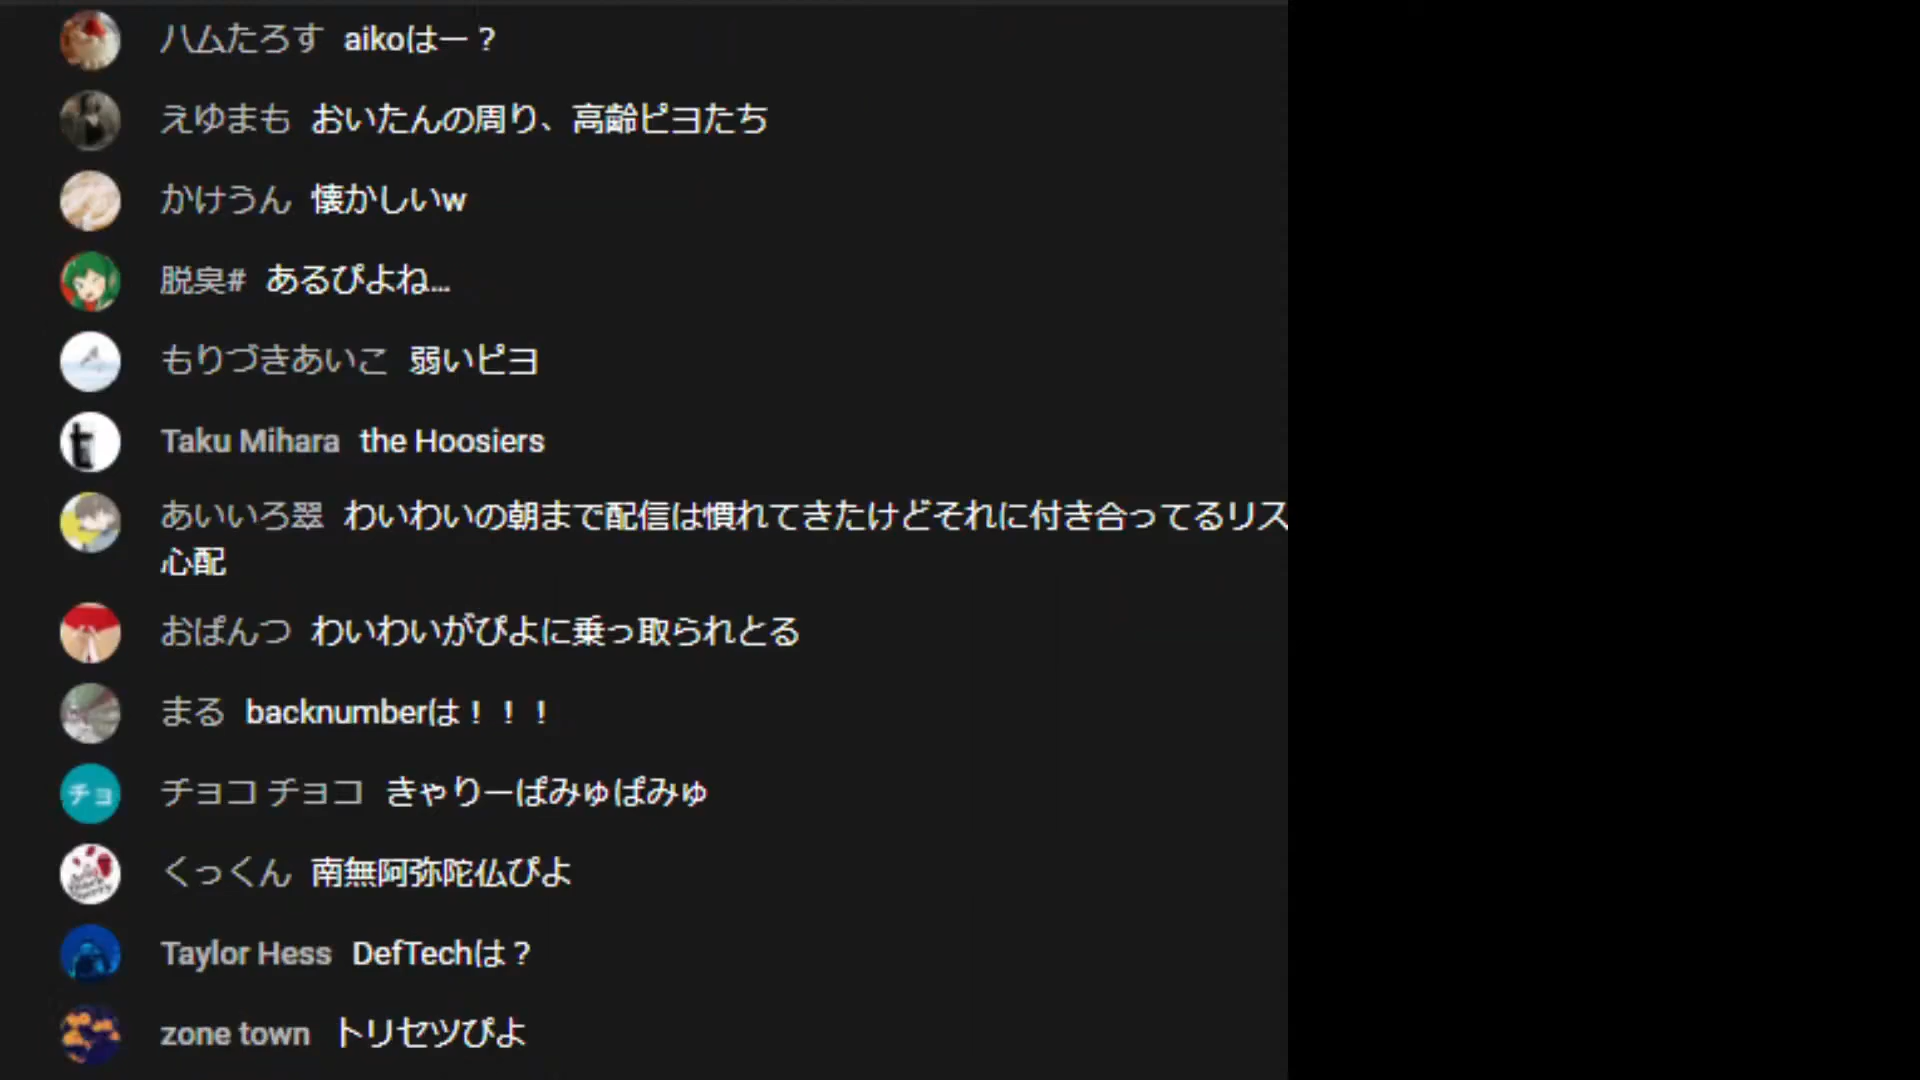 ハムたろす aikoはー？
えゆまも おいたんの周り、高齢ピヨたち
かけうん 懐かしいw
脱臭# あるぴよね...
もりづきあいこ 弱いピヨ
Taku Mihara the Hoosiers
あいいろ翠 わいわいの朝まで配信は慣れてきたけどそれに付き合ってるリス
心配
おぱんつ わいわいがぴよに乗っ取られとる
まる backnumberは！！！
チョ
チョコ チョコ きゃりーぱみゅぱみゅ
くっくん 南無阿弥陀仏ぴよ
Taylor Hess DefTechは？
zone town トリセツぴよ